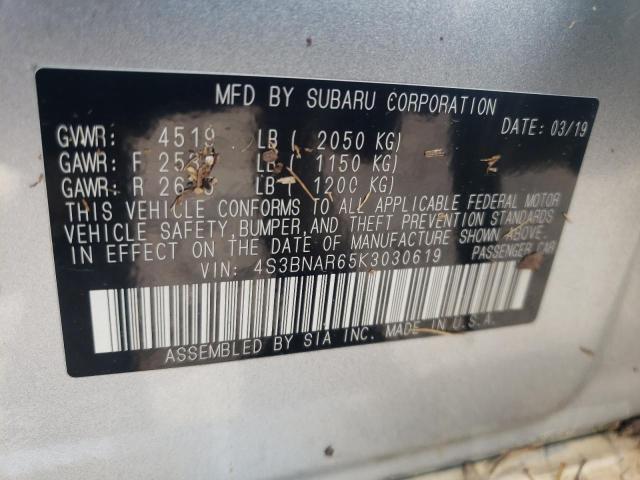 MFD BY SUBARU CORPORATION
DATE: 03/19
GVWR: 4519 LB ( 2050 KG)
GAWR: F LB ( 1150 KG)
GAWR: R LB 1200 KG)
THIS VEHICLE CONFORMS TO ALL APPLICABLE FEDERAL MOTOR
VEHICLE SAFETY, BUMPER, AND THEFT PREVENTION STANDARDS
IN EFFECT ON THE DATE OF MANUFACTURE SHOWN ABOVE.
VIN: 4S3BNAR65K3030619 PASSENGER CAR
ASSEMBLED BY SIA INC. MADE IN U.S.A.